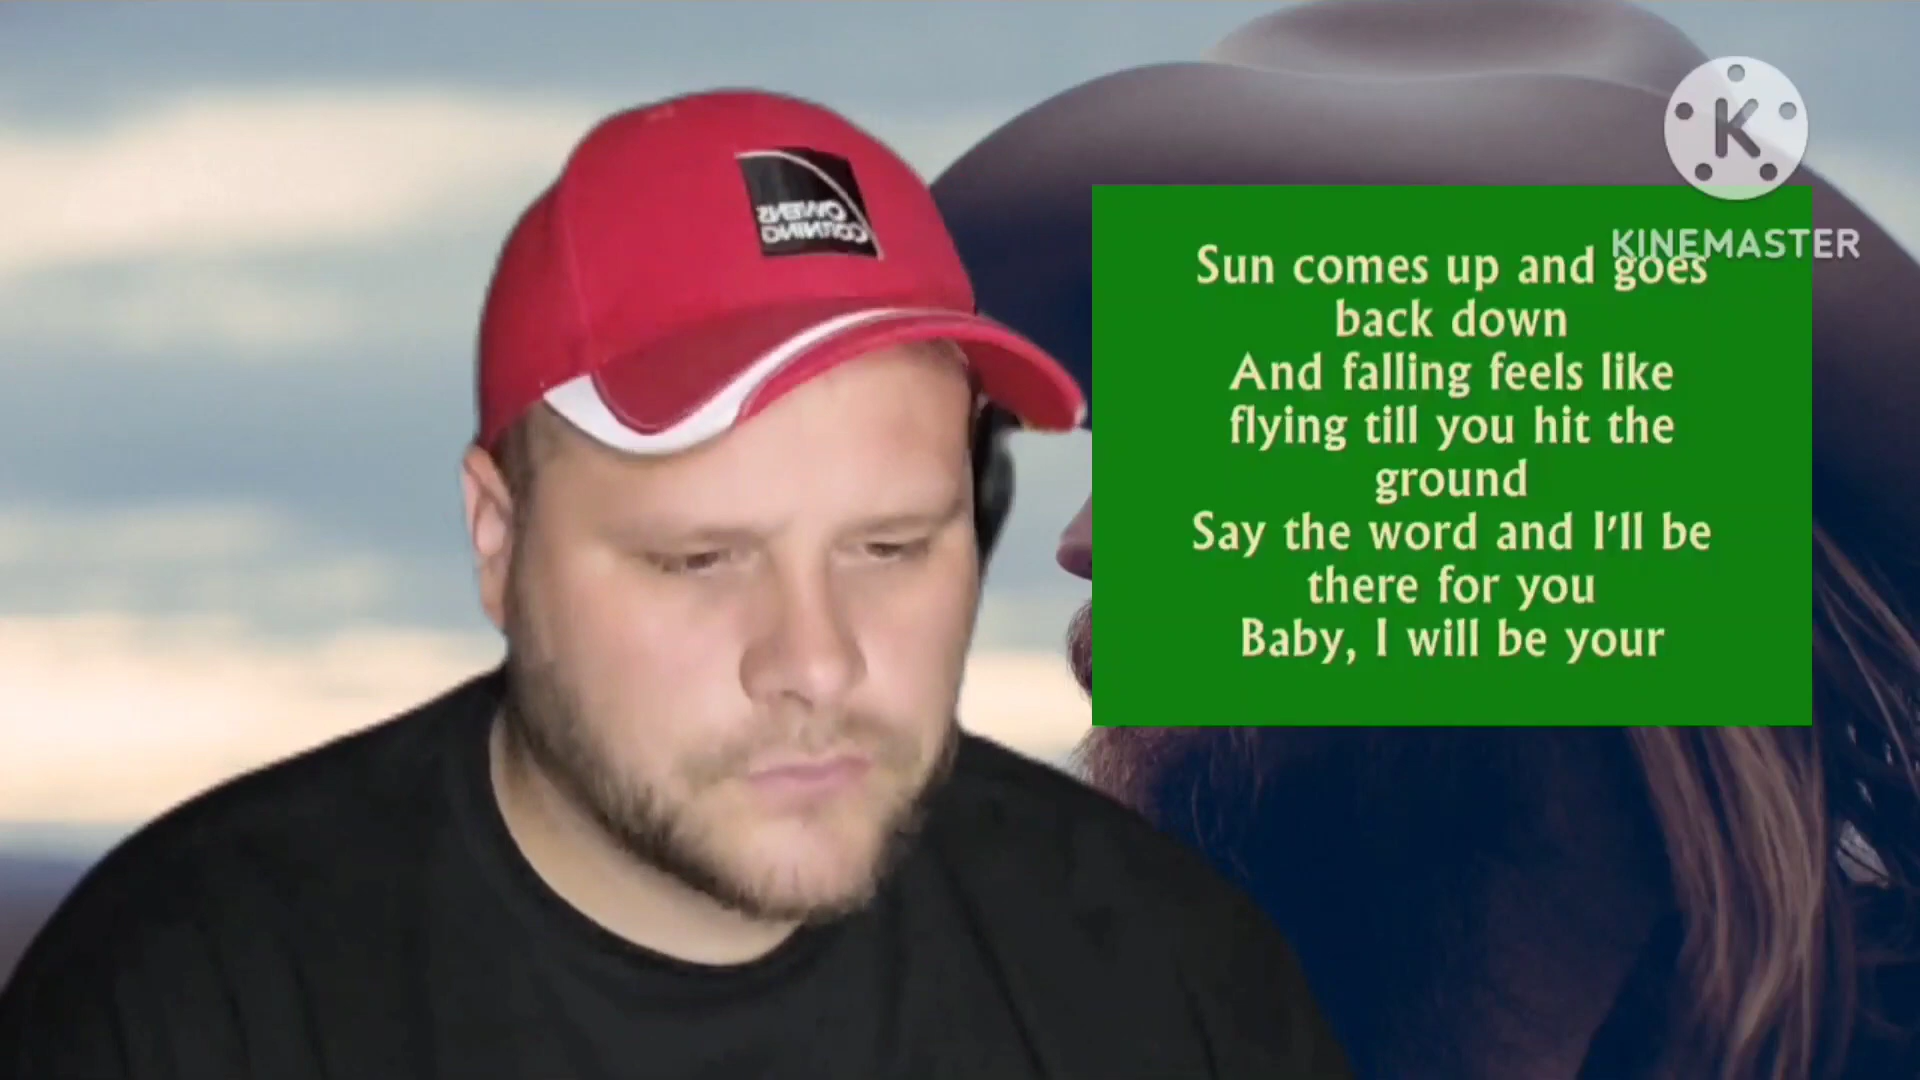 OWENS
CORNING
K
KINEMASTER
Sun comes up and goes
back down
And falling feels like
flying till you hit the
ground
Say the word and I'll be
there for you
Baby, I will be your